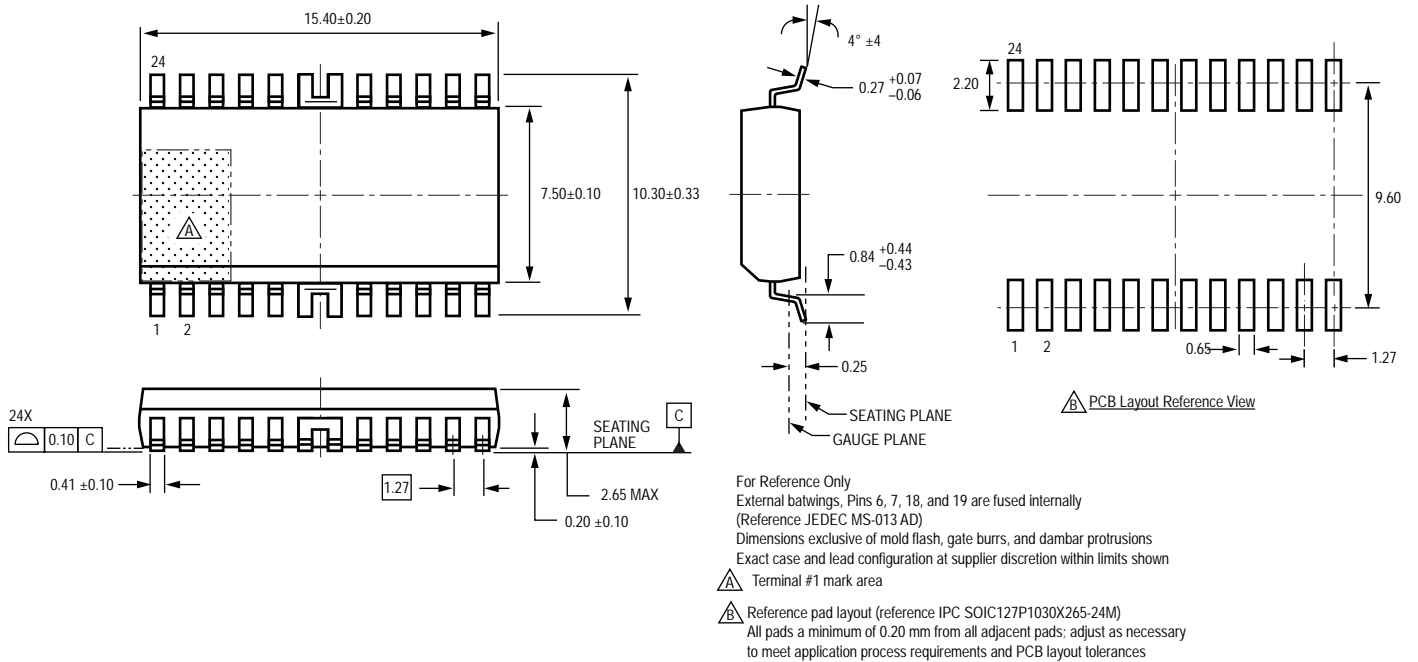 15.40±0.20
24
7.50±0.10
10.30±0.33
A
1 2
4° ±4
0.27 +0.07 −0.06
0.84 +0.44 −0.43
0.25
SEATING PLANE
GAUGE PLANE
24
2.20
9.60
1 2
0.65
1.27
B PCB Layout Reference View
24X
0.10 C
SEATING
PLANE
C
0.41 ±0.10
1.27
2.65 MAX
0.20 ±0.10
For Reference Only
External batwings, Pins 6, 7, 18, and 19 are fused internally
(Reference JEDEC MS-013 AD)
Dimensions exclusive of mold flash, gate burrs, and dambar protrusions
Exact case and lead configuration at supplier discretion within limits shown
A Terminal #1 mark area
B Reference pad layout (reference IPC SOIC127P1030X265-24M)
All pads a minimum of 0.20 mm from all adjacent pads; adjust as necessary
to meet application process requirements and PCB layout tolerances